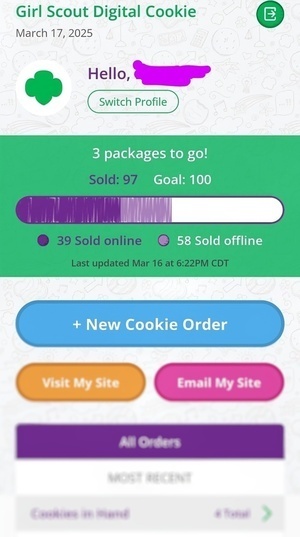 Girl Scout Digital Cookie
March 17, 2025
Hello,
Switch Profile
3 packages to go!
Sold: 97 Goal: 100
39 Sold online 58 Sold offline
Last updated Mar 16 at 6:22PM CDT
+ New Cookie Order
Visit My Site Email My Site
All Orders
MOST RECENT
Cookies in Hand 4 Total